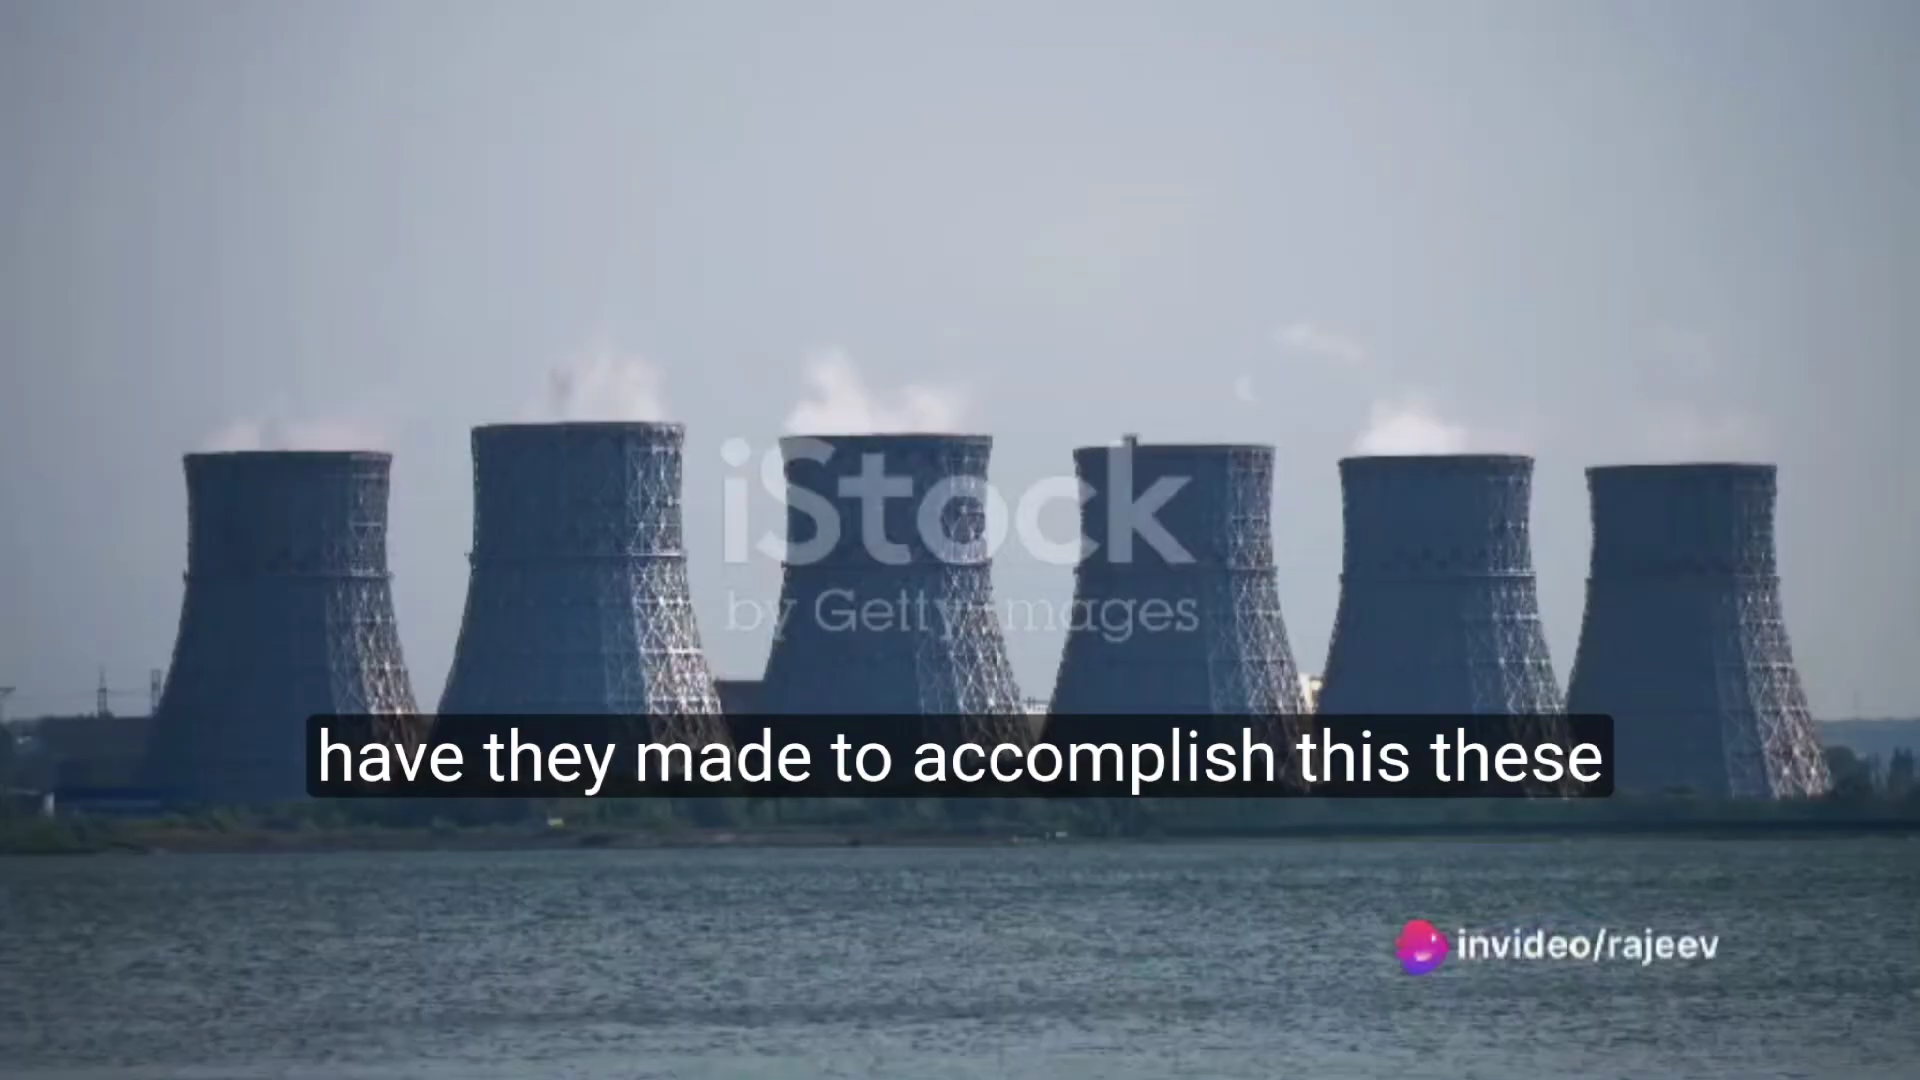 iStock
by Getty Images
have they made to accomplish this these
invideo/rajeev